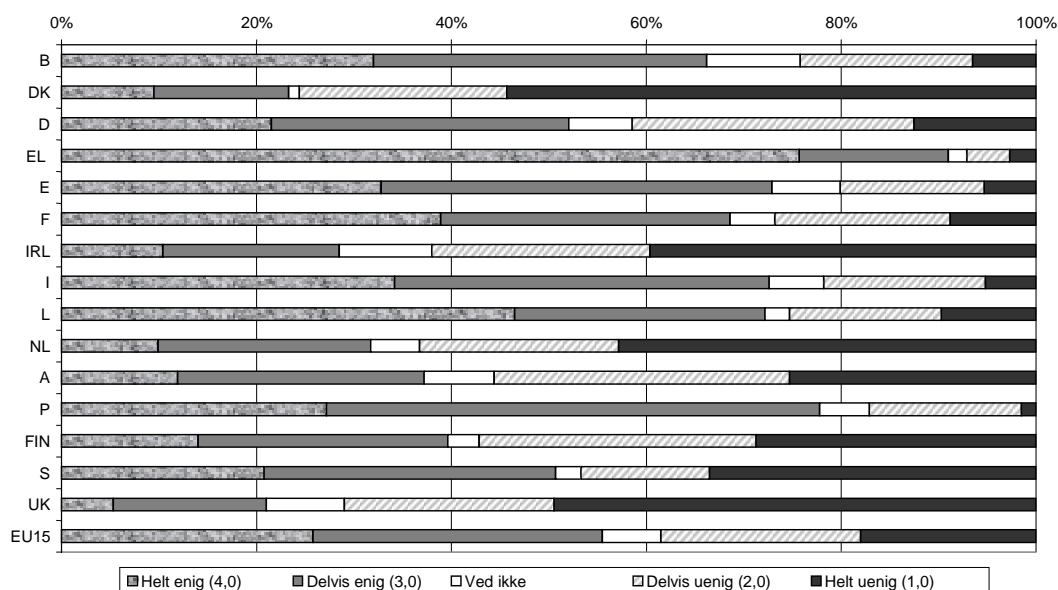 0% 20% 40% 60% 80% 100%
B
DK
D
EL
E
F
IRL
I
L
NL
A
P
FIN
S
UK
EU15
Helt enig (4,0) Delvis enig (3,0) Ved ikke Delvis uenig (2,0) Helt uenig (1,0)